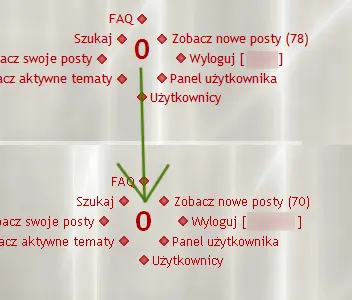 FAQ
Szukaj 0 Zobacz nowe posty (78)
acz swoje posty Wyloguj [ ]
acz aktywne tematy Panel użytkownika
Użytkownicy
FAQ
Szukaj Zobacz nowe posty (70)
acz swoje posty 0 Wyloguj [ ]
acz aktywne tematy Panel użytkownika
Użytkownicy